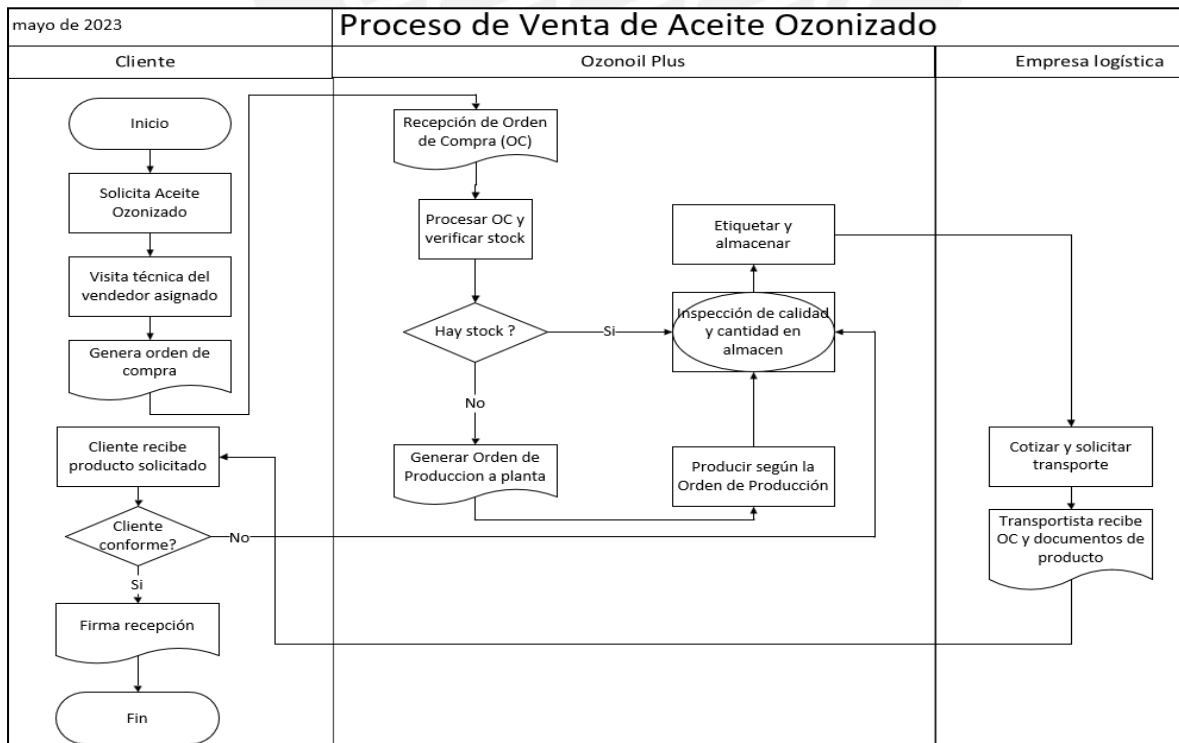 mayo de 2023
Proceso de Venta de Aceite Ozonizado
Cliente
Ozonoil Plus
Empresa logística
Inicio
Solicita Aceite
Ozonizado
Visita técnica del
vendedor asignado
Genera orden de
compra
Recepción de Orden
de Compra (OC)
Procesar OC y
verificar stock
Hay stock ?
Si
No
Generar Orden de
Produccion a planta
Producir según la
Orden de Producción
Inspección de calidad
y cantidad en
almacen
Etiquetar y
almacenar
Cotizar y solicitar
transporte
Transportista recibe
OC y documentos de
producto
Cliente recibe
producto solicitado
Cliente
conforme?
No
Si
Firma recepción
Fin